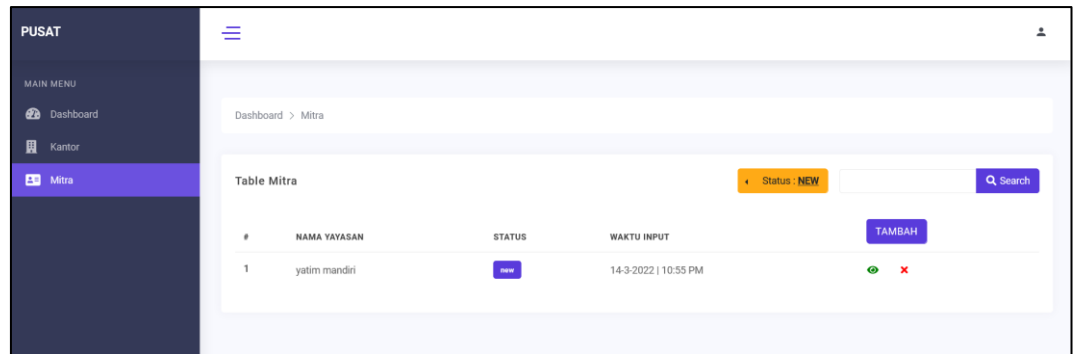 PUSAT
MAIN MENU
Dashboard
Kantor
Mitra
Dashboard > Mitra
Table Mitra
Status : NEW
Search
# NAMA YAYASAN STATUS WAKTU INPUT TAMBAH
1 yatim mandiri new 14-3-2022 | 10:55 PM